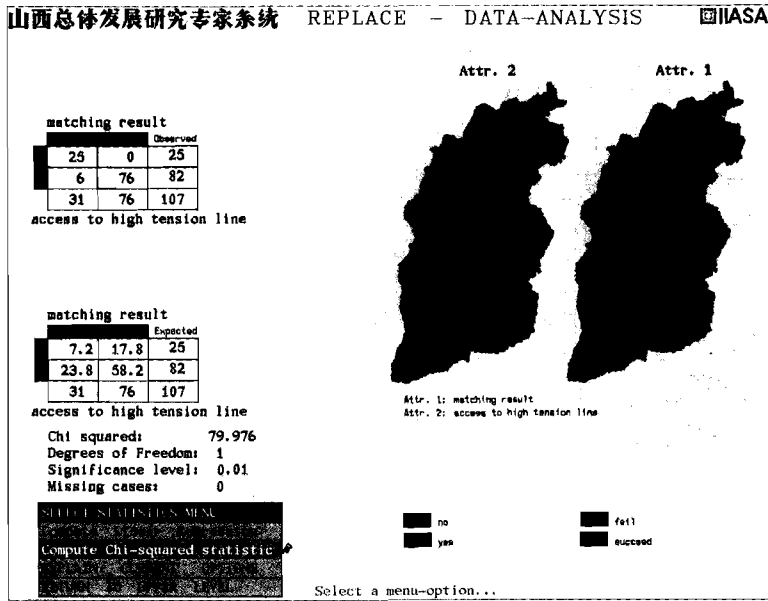 山西总体发展研究专家系统 REPLACE - DATA-ANALYSIS IIASA
Attr. 2 Attr. 1
matching result
Observed
25 0 25
6 76 82
31 76 107
access to high tension line
matching result
Expected
7.2 17.8 25
23.8 58.2 82
31 76 107
access to high tension line
Attr. 1: matching result
Attr. 2: access to high tension line
Chi squared: 79.976
Degrees of Freedom: 1
Significance level: 0.01
Missing cases: 0
SELECT STATISTICS MENU
Compute Chi-squared statistic
no fail
yes succeed
Select a menu-option...